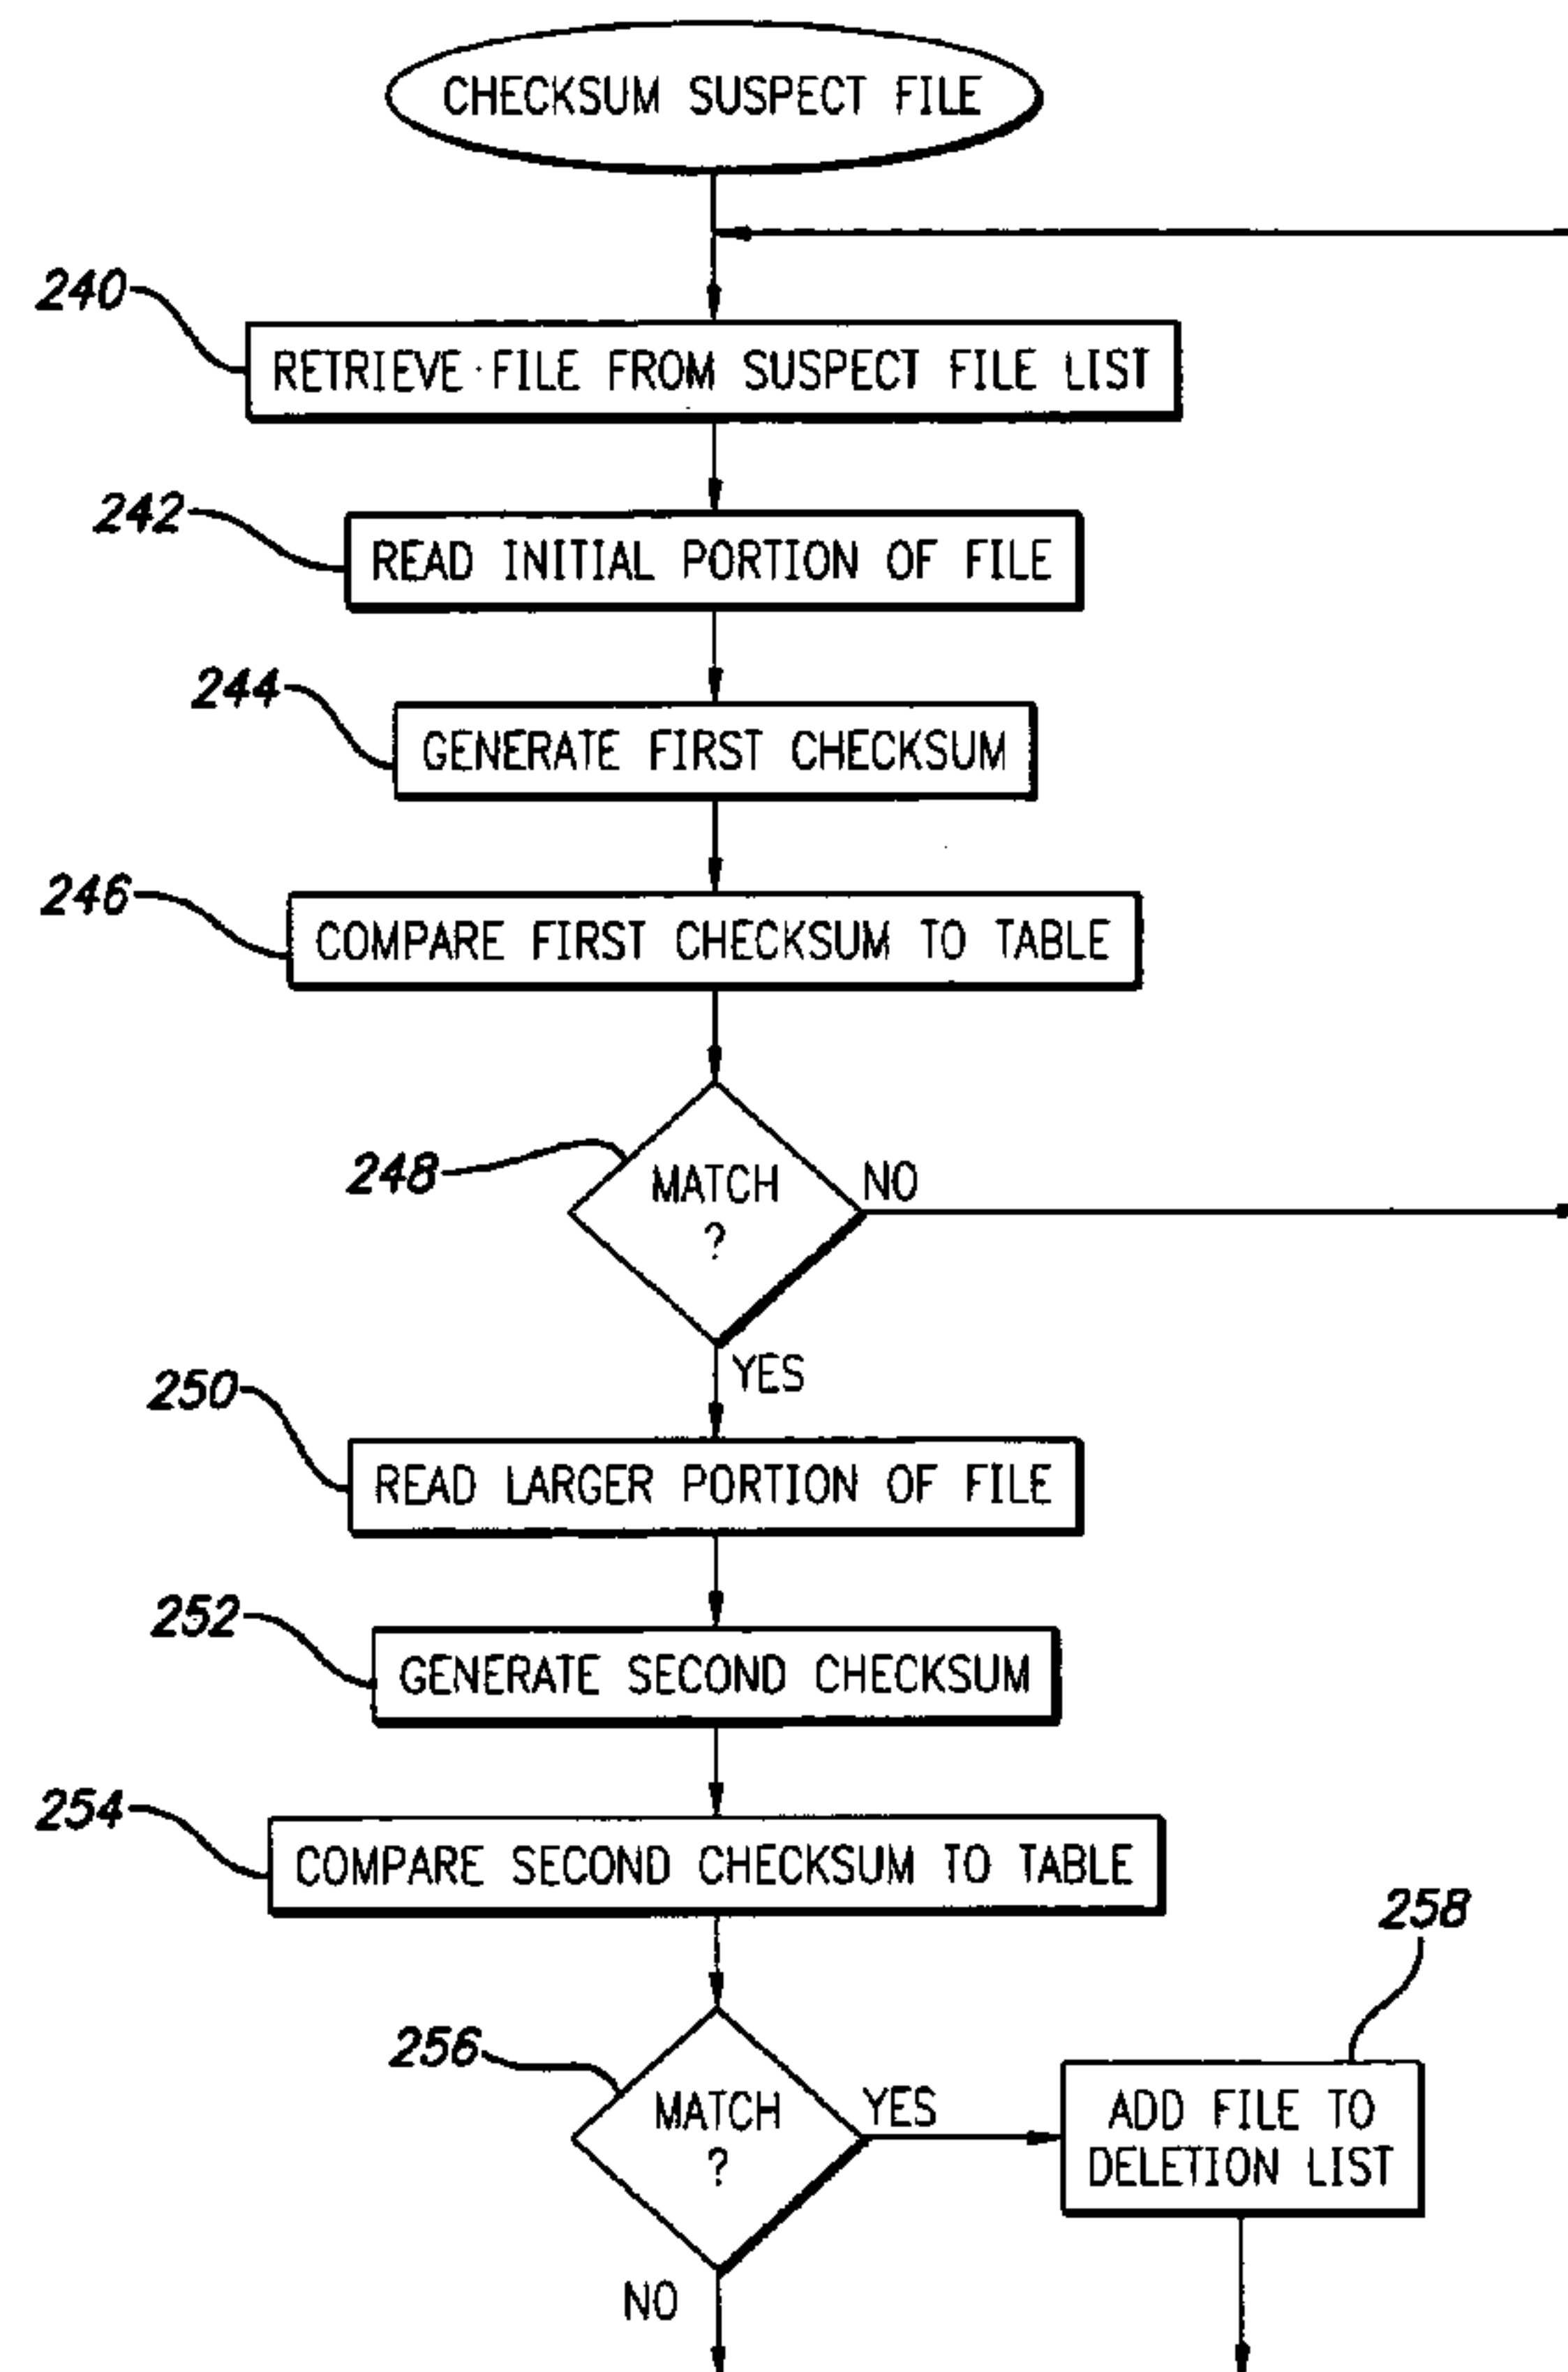 CHECKSUM SUSPECT FILE
240
RETRIEVE FILE FROM SUSPECT FILE LIST
242
READ INITIAL PORTION OF FILE
244
GENERATE FIRST CHECKSUM
246
COMPARE FIRST CHECKSUM TO TABLE
248
MATCH
?
NO
YES
250
READ LARGER PORTION OF FILE
252
GENERATE SECOND CHECKSUM
254
COMPARE SECOND CHECKSUM TO TABLE
256
MATCH
?
YES
258
ADD FILE TO
DELETION LIST
NO